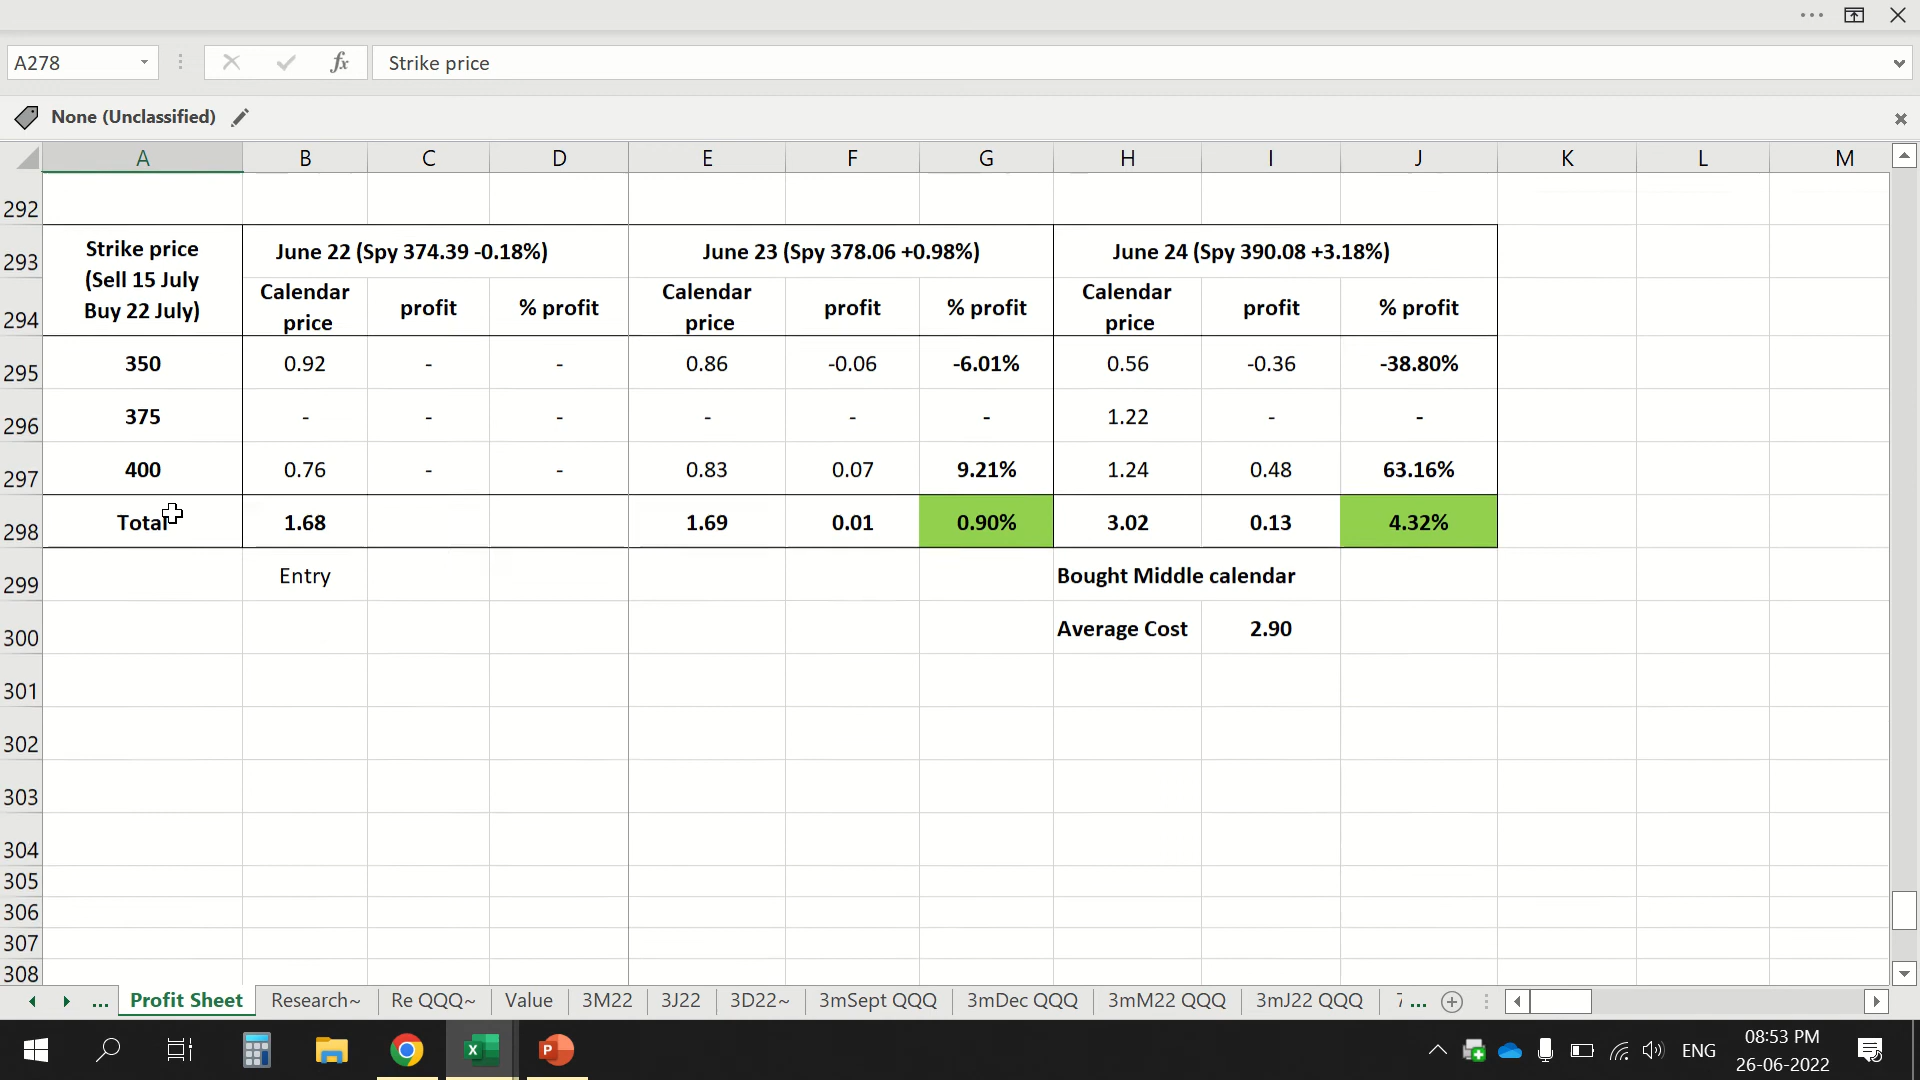 A278
fx
Strike price
None (Unclassified)
A B C D E F G H I J K L M
292
293 Strike price June 22 (Spy 374.39 -0.18%) June 23 (Spy 378.06 +0.98%) June 24 (Spy 390.08 +3.18%)
(Sell 15 July
294 Buy 22 July) Calendar price profit % profit Calendar price profit % profit Calendar price profit % profit
295 350 0.92 - - 0.86 -0.06 -6.01% 0.56 -0.36 -38.80%
296 375 - - - - - - 1.22 - -
297 400 0.76 - - 0.83 0.07 9.21% 1.24 0.48 63.16%
298 Total 1.68 1.69 0.01 0.90% 3.02 0.13 4.32%
299 Entry Bought Middle calendar
300 Average Cost 2.90
301
302
303
304
305
306
307
308
... Profit Sheet Research~ Re QQQ~ Value 3M22 3J22 3D22~ 3mSept QQQ 3mDec QQQ 3mM22 QQQ 3mJ22 QQQ ...
ENG 08:53 PM
26-06-2022